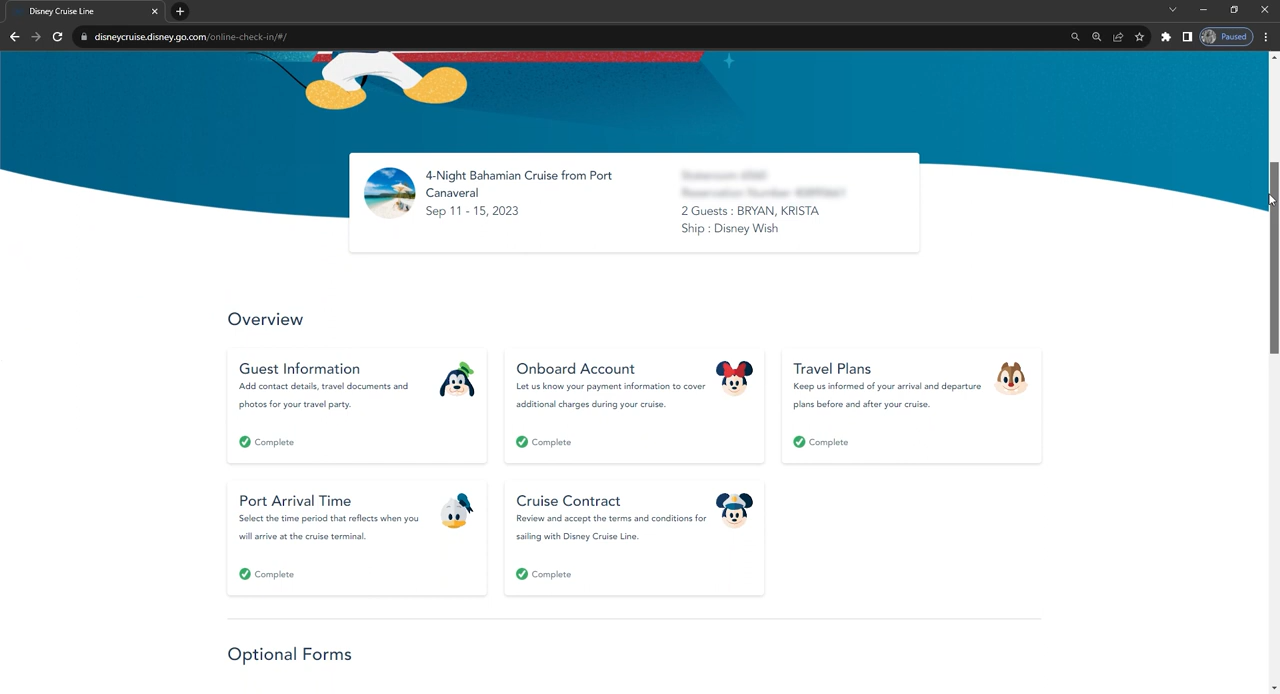 Disney Cruise Line
disneycruise.disney.go.com/online-check-in/#/
Paused
4-Night Bahamian Cruise from Port
Canaveral
Sep 11 - 15, 2023
2 Guests : BRYAN, KRISTA
Ship : Disney Wish
Overview
Guest Information
Add contact details, travel documents and
photos for your travel party.
Complete
Onboard Account
Let us know your payment information to cover
additional charges during your cruise.
Complete
Travel Plans
Keep us informed of your arrival and departure
plans before and after your cruise.
Complete
Port Arrival Time
Select the time period that reflects when you
will arrive at the cruise terminal.
Complete
Cruise Contract
Review and accept the terms and conditions for
sailing with Disney Cruise Line.
Complete
Optional Forms